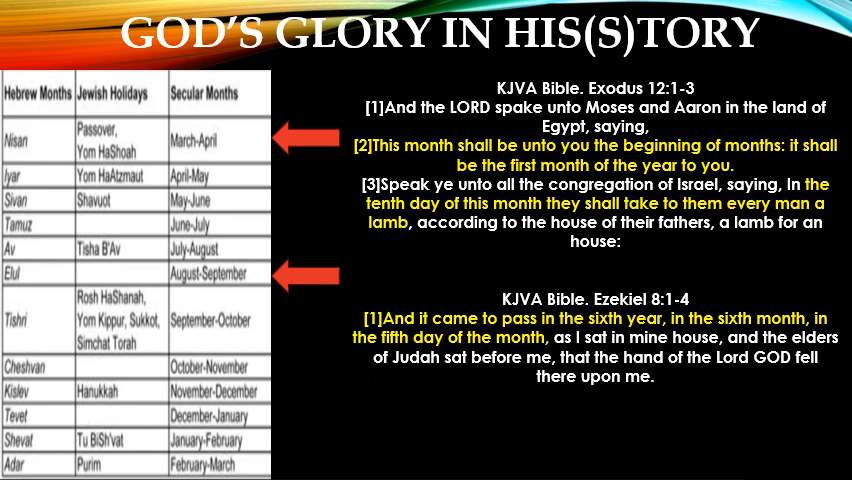 GOD'S GLORY IN HIS(S)TORY
Hebrew Months Jewish Holidays Secular Months
Nisan Passover, Yom HaShoah March-April
Iyar Yom HaAtzmaut April-May
Sivan Shavuot May-June
Tamuz June-July
Av Tisha B'Av July-August
Elul August-September
Tishri Rosh HaShanah, Yom Kippur, Sukkot, Simchat Torah September-October
Cheshvan October-November
Kislev Hanukkah November-December
Tevet December-January
Shevat Tu BiSh'vat January-February
Adar Purim February-March
KJVA Bible. Exodus 12:1-3
[1]And the LORD spake unto Moses and Aaron in the land of
Egypt, saying,
[2]This month shall be unto you the beginning of months: it shall
be the first month of the year to you.
[3]Speak ye unto all the congregation of Israel, saying, In the
tenth day of this month they shall take to them every man a
lamb, according to the house of their fathers, a lamb for an
house:
KJVA Bible. Ezekiel 8:1-4
[1]And it came to pass in the sixth year, in the sixth month, in
the fifth day of the month, as I sat in mine house, and the elders
of Judah sat before me, that the hand of the Lord GOD fell
there upon me.